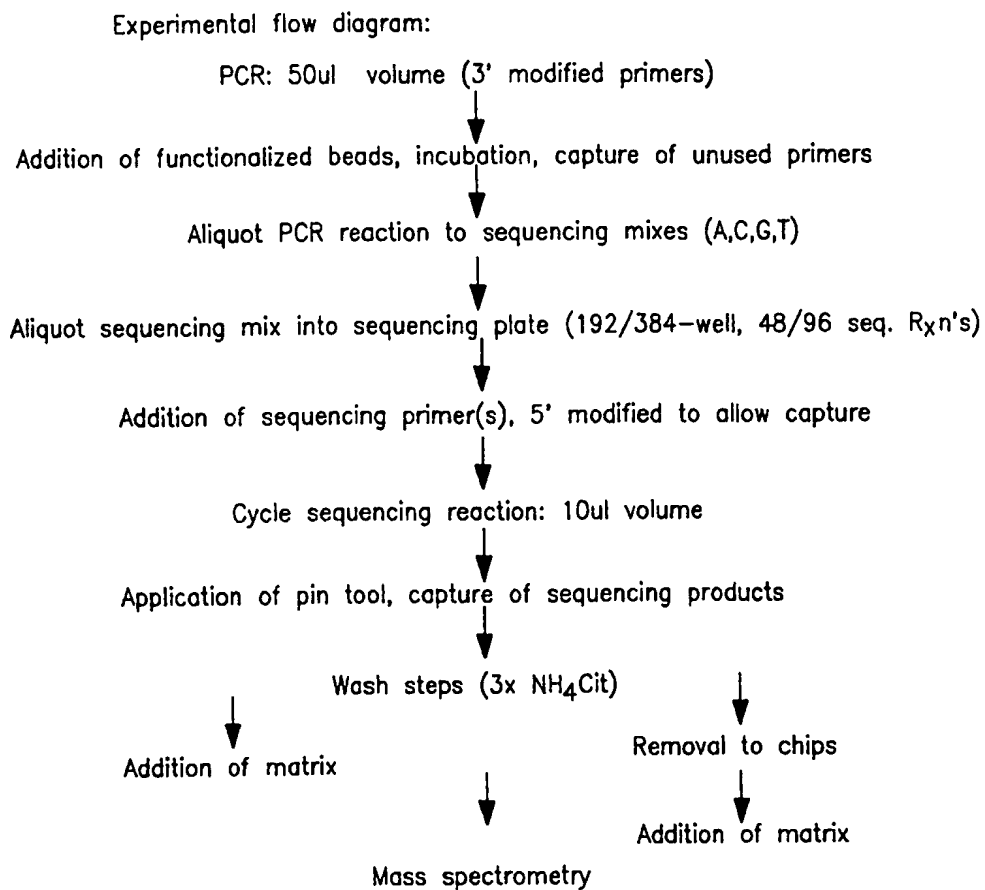 Experimental flow diagram:
PCR: 50ul volume (3' modified primers)
Addition of functionalized beads, incubation, capture of unused primers
Aliquot PCR reaction to sequencing mixes (A,C,G,T)
Aliquot sequencing mix into sequencing plate (192/384-well, 48/96 seq. RXn's)
Addition of sequencing primer(s), 5' modified to allow capture
Cycle sequencing reaction: 10ul volume
Application of pin tool, capture of sequencing products
Wash steps (3x NH4Cit)
Removal to chips
Addition of matrix
Addition of matrix
Mass spectrometry